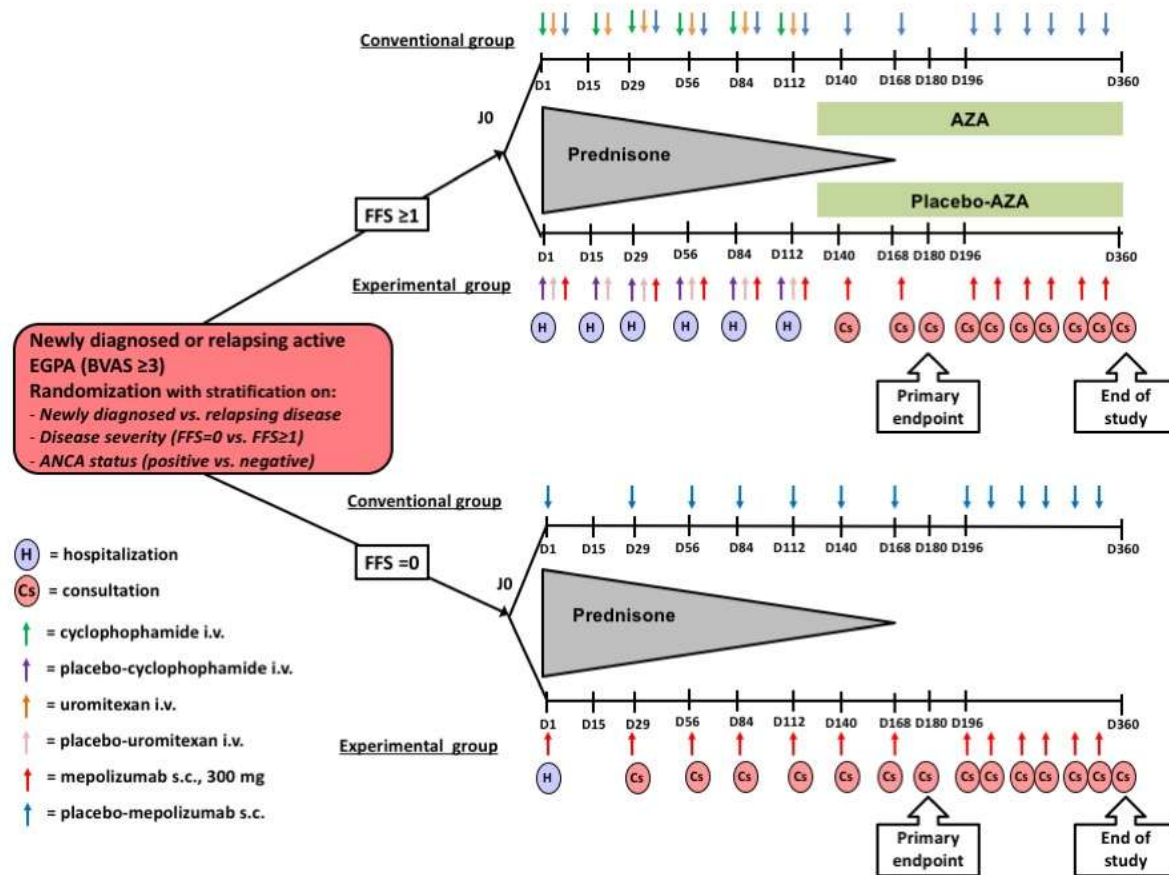 Conventional group
D1 D15 D29 D56 D84 D112 D140 D168 D180 D196 D360
J0
AZA
Prednisone
Placebo-AZA
FFS ≥1
D1 D15 D29 D56 D84 D112 D140 D168 D180 D196 D360
Experimental group
H H H H H H Cs Cs Cs Cs Cs Cs Cs Cs Cs Cs
Primary
endpoint
End of
study
Newly diagnosed or relapsing active
EGPA (BVAS ≥3)
Randomization with stratification on:
- Newly diagnosed vs. relapsing disease
- Disease severity (FFS=0 vs. FFS≥1)
- ANCA status (positive vs. negative)
Conventional group
D1 D15 D29 D56 D84 D112 D140 D168 D180 D196 D360
FFS =0
J0
Prednisone
D1 D15 D29 D56 D84 D112 D140 D168 D180 D196 D360
Experimental group
H Cs Cs Cs Cs Cs Cs Cs Cs Cs Cs Cs Cs Cs Cs
Primary
endpoint
End of
study
H = hospitalization
Cs = consultation
= cyclophophamide i.v.
= placebo-cyclophophamide i.v.
= uromitexan i.v.
= placebo-uromitexan i.v.
= mepolizumab s.c., 300 mg
= placebo-mepolizumab s.c.